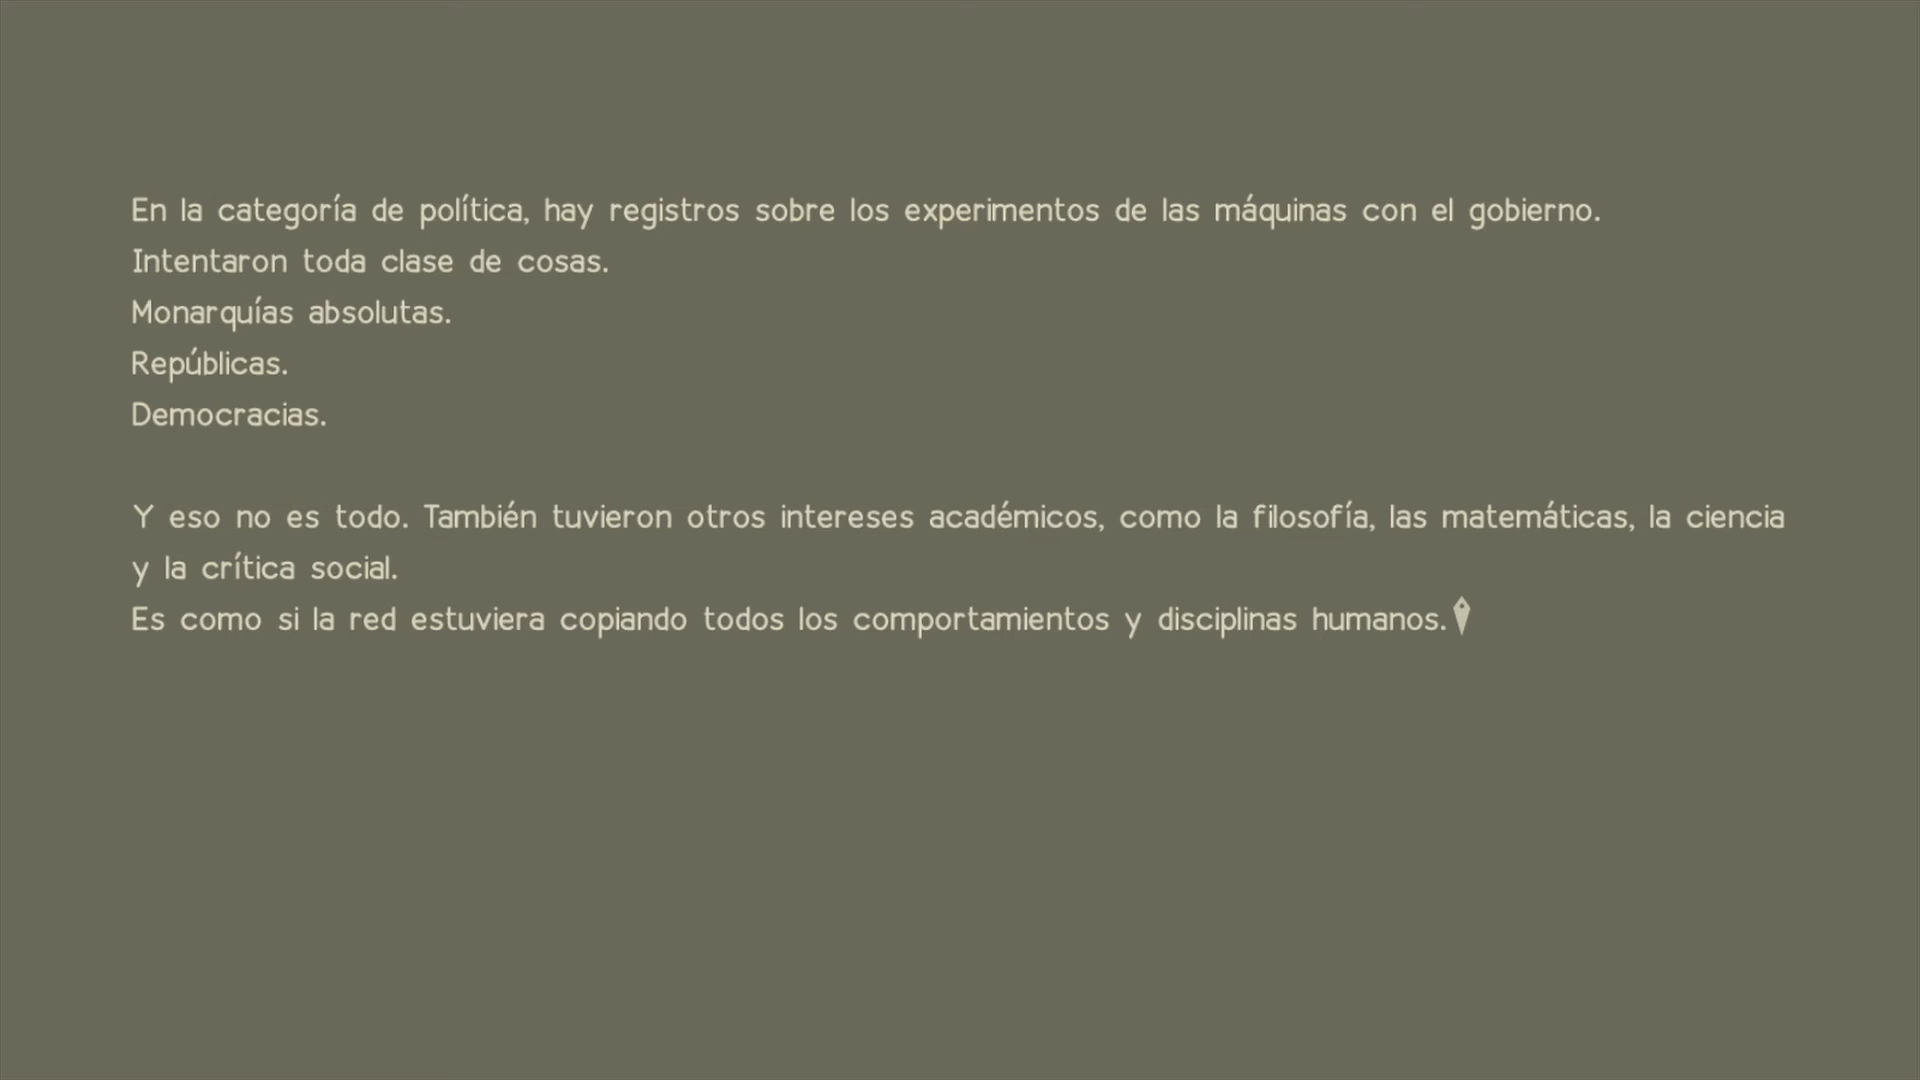 En la categoría de política, hay registros sobre los experimentos de las máquinas con el gobierno.
Intentaron toda clase de cosas.
Monarquías absolutas.
Repúblicas.
Democracias.
Y eso no es todo. También tuvieron otros intereses académicos, como la filosofía, las matemáticas, la ciencia
y la crítica social.
Es como si la red estuviera copiando todos los comportamientos y disciplinas humanos.